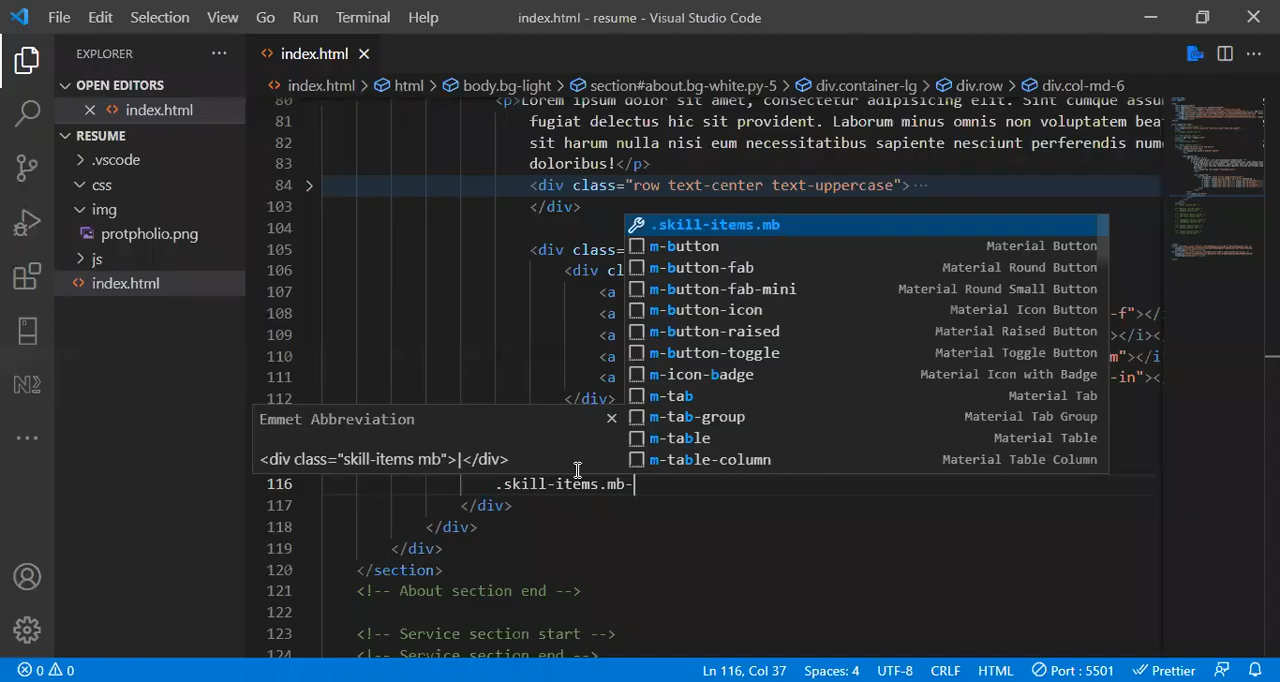 File Edit Selection View Go Run Terminal Help index.html - resume - Visual Studio Code
EXPLORER ··· index.html
OPEN EDITORS index.html > html > body.bg-light > section#about.bg-white.py-5 > div.container-lg > div.row > div.col-md-6
index.html
RESUME
.vscode
css
img
protpholio.png
js
index.html
80 <p>Lorem ipsum dolor sit amet, consectetur adipisicing elit. Sint cumque assu
81 fugiat delectus hic sit provident. Laborum minus omnis non voluptatem bea
82 sit harum nulla nisi eum necessitatibus sapiente nesciunt perferendis num
83 doloribus!</p>
84 <div class="row text-center text-uppercase"> ···
103 </div>
104
105 <div class=
106 <div cl
107 <a
108 <a -f"></
109 <a ></i><
110 <a m"></i
111 <a -in"><
112 </div>
.skill-items.mb
m-button Material Button
m-button-fab Material Round Button
m-button-fab-mini Material Round Small Button
m-button-icon Material Icon Button
m-button-raised Material Raised Button
m-button-toggle Material Toggle Button
m-icon-badge Material Icon with Badge
m-tab Material Tab
m-tab-group Material Tab Group
m-table Material Table
m-table-column Material Table Column
Emmet Abbreviation
<div class="skill-items mb">|</div>
116 .skill-items.mb-
117 </div>
118 </div>
119 </div>
120 </section>
121 <!-- About section end -->
122
123 <!-- Service section start -->
124 <!-- Service section end -->
0 0 Ln 116, Col 37 Spaces: 4 UTF-8 CRLF HTML Port : 5501 Prettier